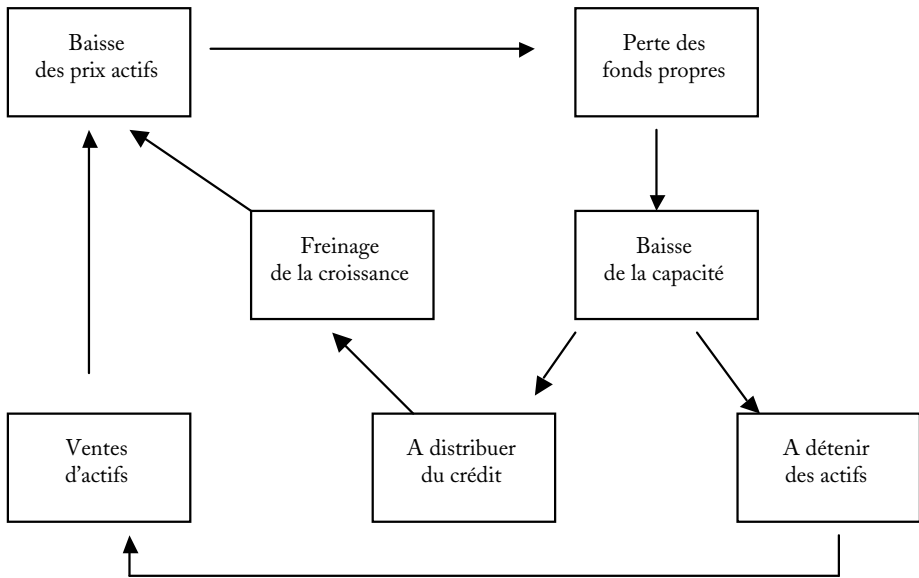 Baisse
des prix actifs
Perte des
fonds propres
Freinage
de la croissance
Baisse
de la capacité
Ventes
d'actifs
A distribuer
du crédit
A détenir
des actifs